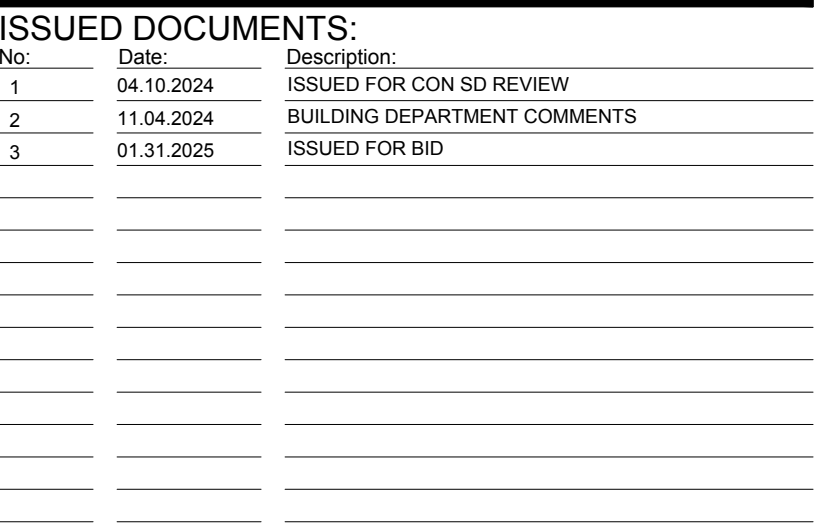 ISSUED DOCUMENTS:
No: Date: Description:
1 04.10.2024 ISSUED FOR CON SD REVIEW
2 11.04.2024 BUILDING DEPARTMENT COMMENTS
3 01.31.2025 ISSUED FOR BID